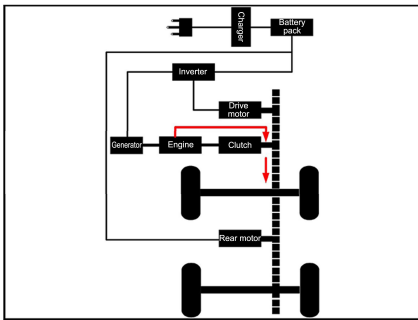 Charger
Battery
pack
Inverter
Drive
motor
Generator
Engine
Clutch
Rear motor